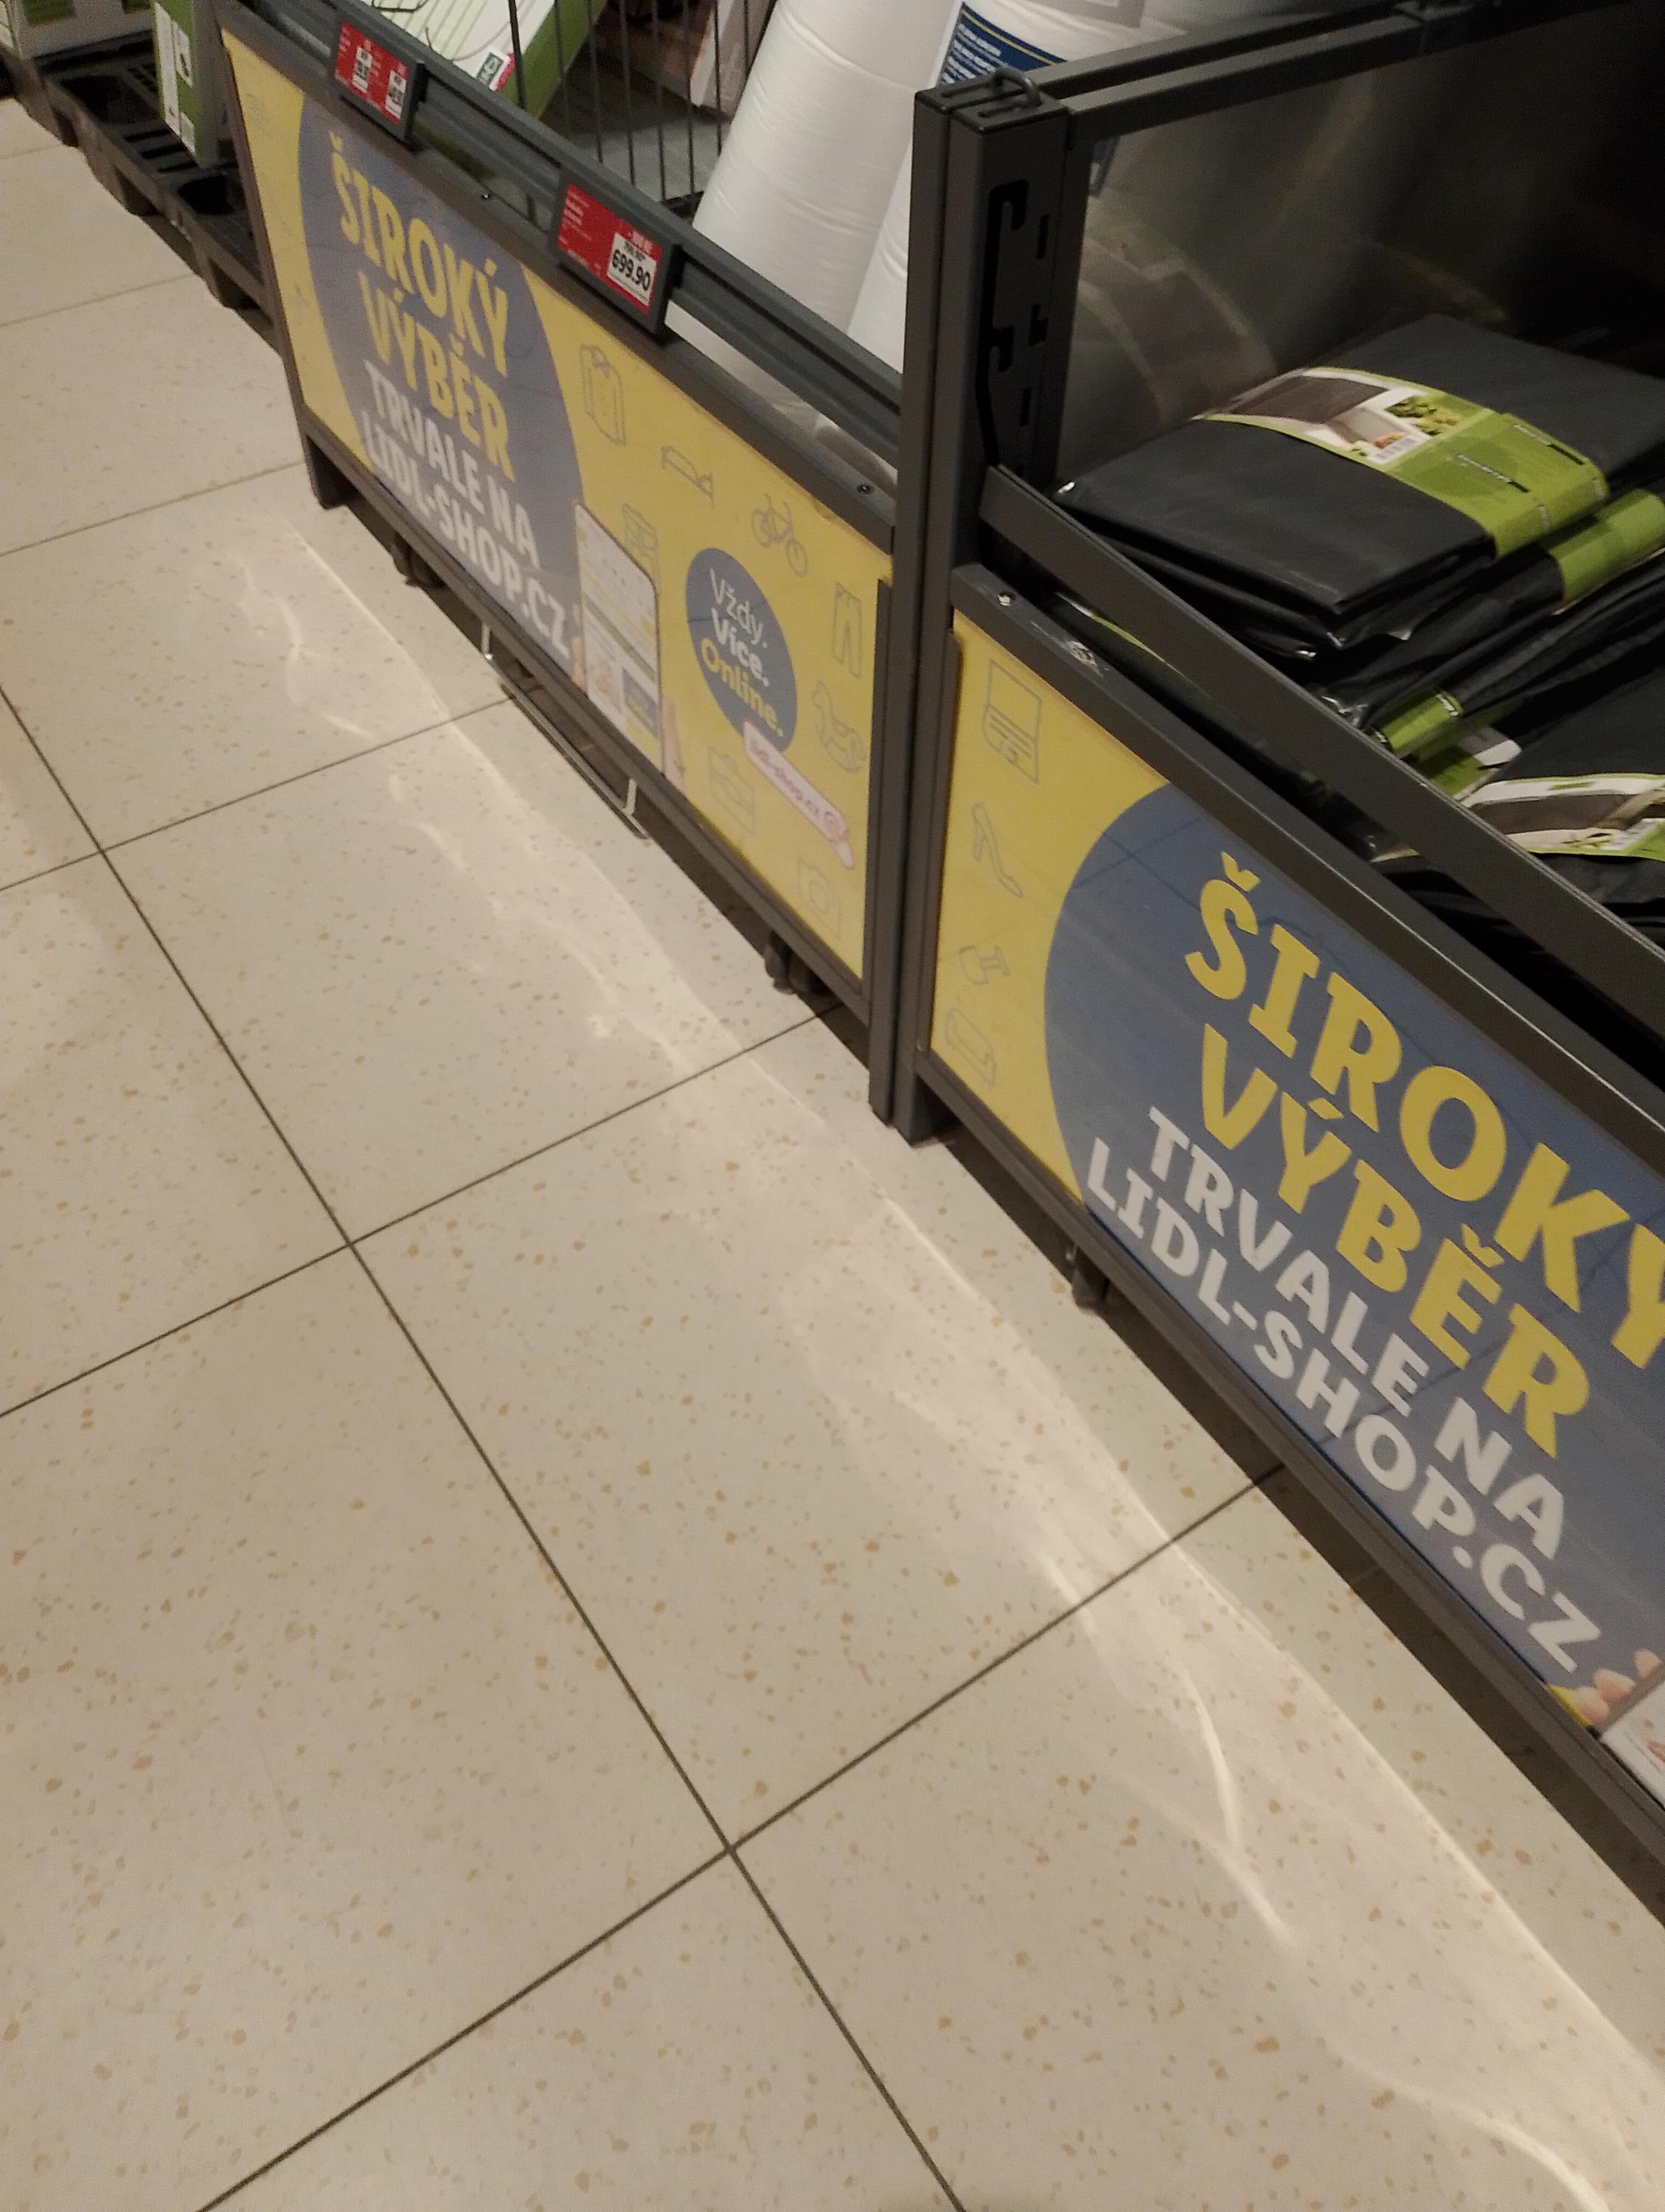 699.90
ŠIROKÝ
VÝBĚR
TRVALE NA
LIDL-SHOP.CZ
Vždy.
Více.
Online.
ŠIROKÝ
VÝBĚR
TRVALE NA
LIDL-SHOP.CZ